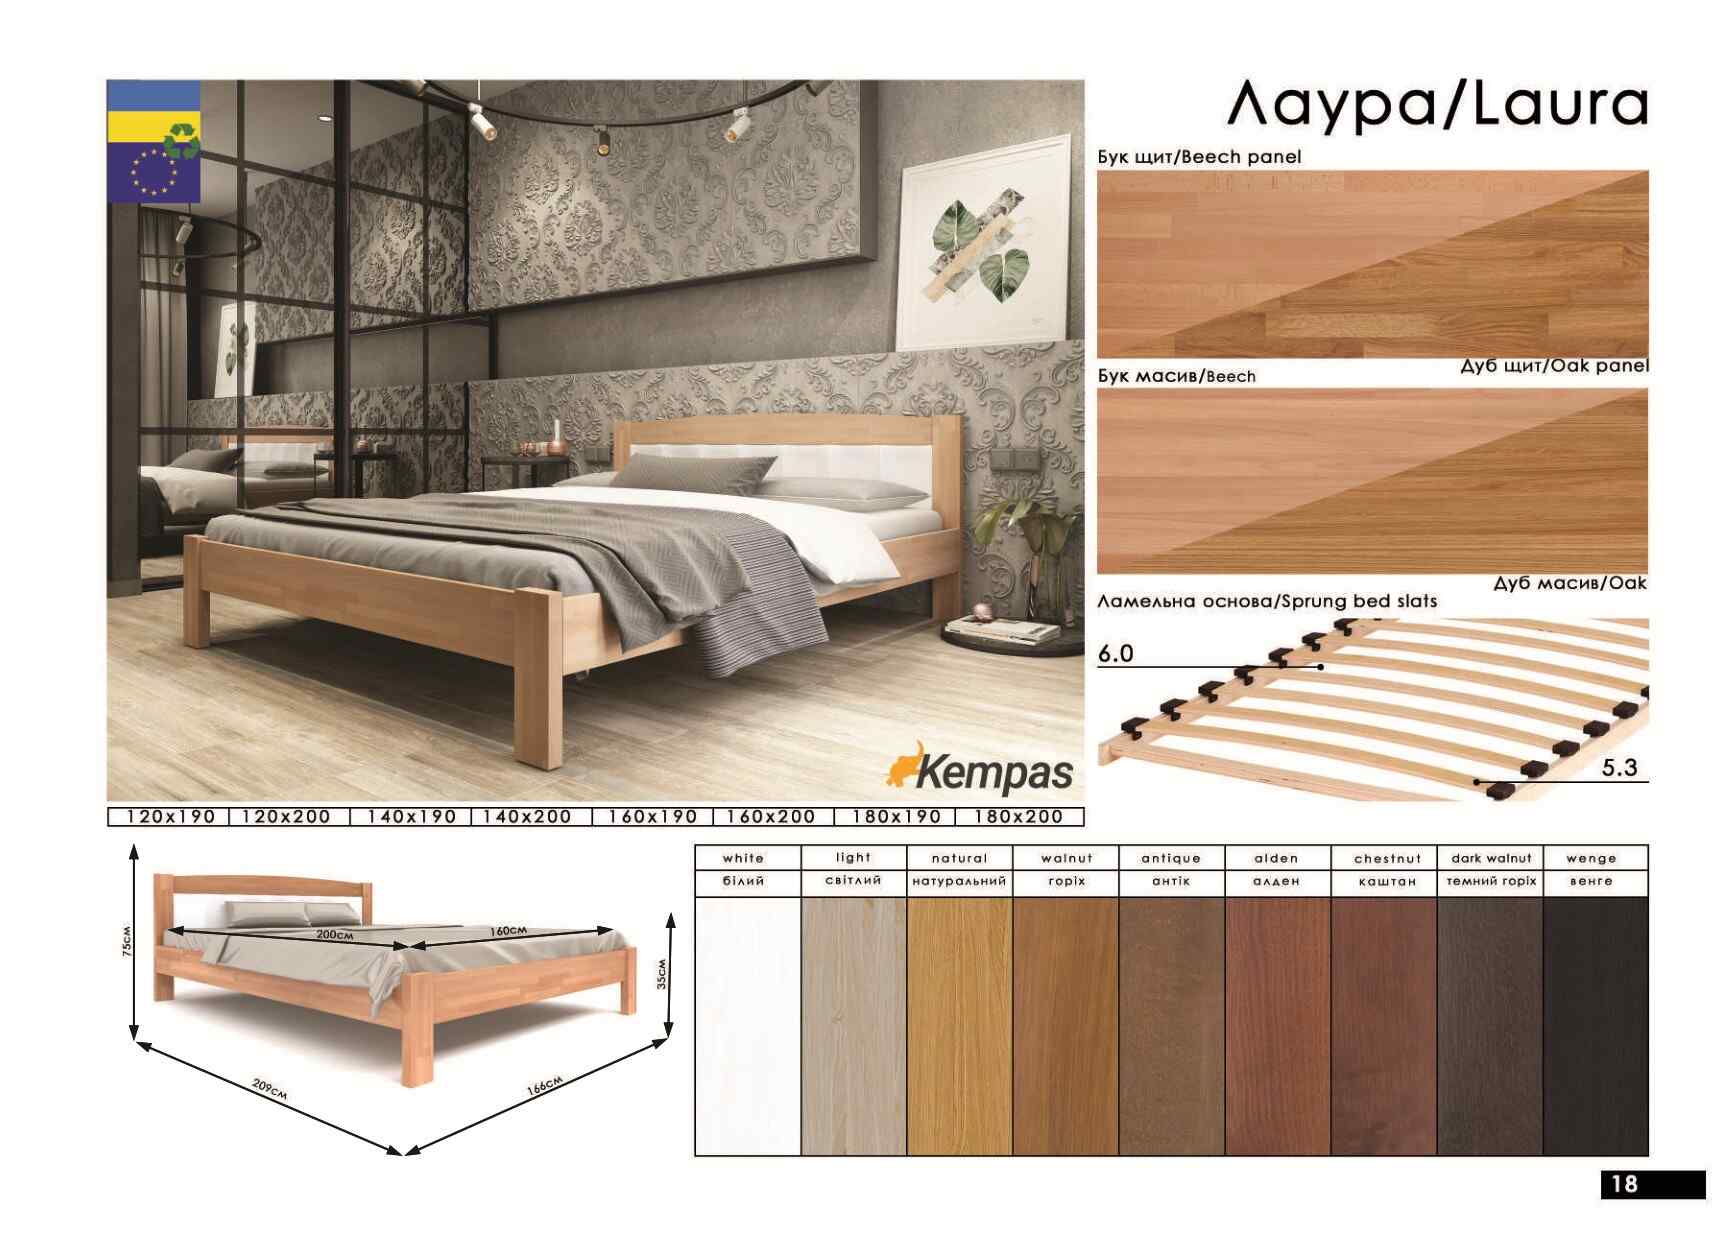 Лаура/Laura
Бук щит/Beech panel
Дуб щит/Oak panel
Бук масив/Beech
Дуб масив/Oak
Ламельна основа/Sprung bed slats
6.0
5.3
Kempas
120x190 120x200 140x190 140x200 160x190 160x200 180x190 180x200
75см
200см
160см
35см
209см
166см
white light natural walnut antique alden chestnut dark walnut wenge
білий світлий натуральний горіх антік алден каштан темний горіх венге
18